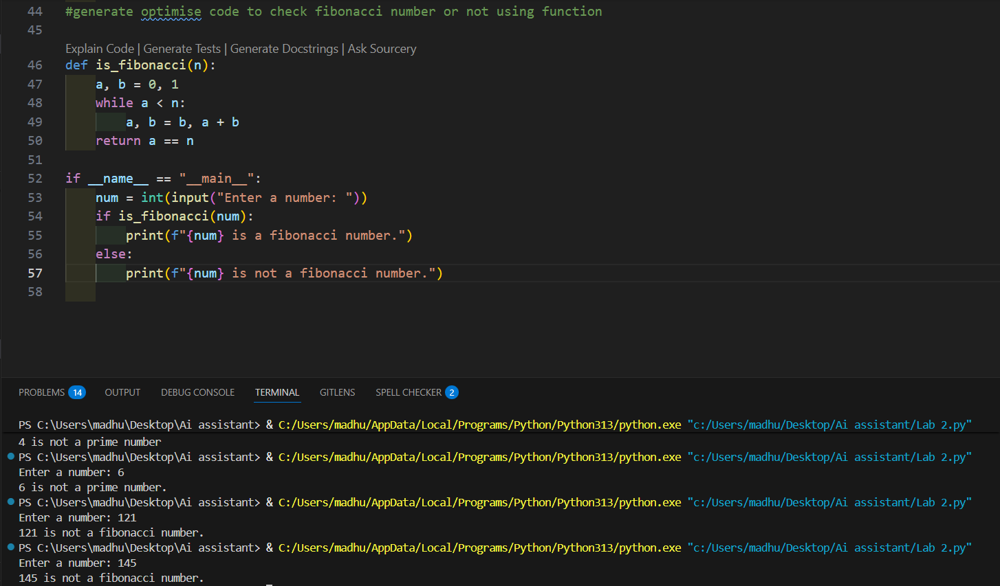 44 #generate optimise code to check fibonacci number or not using function
45
Explain Code | Generate Tests | Generate Docstrings | Ask Sourcery
46 def is_fibonacci(n):
47     a, b = 0, 1
48     while a < n:
49         a, b = b, a + b
50     return a == n
51
52 if __name__ == "__main__":
53     num = int(input("Enter a number: "))
54     if is_fibonacci(num):
55         print(f"{num} is a fibonacci number.")
56     else:
57         print(f"{num} is not a fibonacci number.")
58
PROBLEMS 14 OUTPUT DEBUG CONSOLE TERMINAL GITLENS SPELL CHECKER 2
PS C:\Users\madhu\Desktop\Ai assistant> & C:/Users/madhu/AppData/Local/Programs/Python/Python313/python.exe "c:/Users/madhu/Desktop/Ai assistant/Lab 2.py"
4 is not a prime number
PS C:\Users\madhu\Desktop\Ai assistant> & C:/Users/madhu/AppData/Local/Programs/Python/Python313/python.exe "c:/Users/madhu/Desktop/Ai assistant/Lab 2.py"
Enter a number: 6
6 is not a prime number.
PS C:\Users\madhu\Desktop\Ai assistant> & C:/Users/madhu/AppData/Local/Programs/Python/Python313/python.exe "c:/Users/madhu/Desktop/Ai assistant/Lab 2.py"
Enter a number: 121
121 is not a fibonacci number.
PS C:\Users\madhu\Desktop\Ai assistant> & C:/Users/madhu/AppData/Local/Programs/Python/Python313/python.exe "c:/Users/madhu/Desktop/Ai assistant/Lab 2.py"
Enter a number: 145
145 is not a fibonacci number.